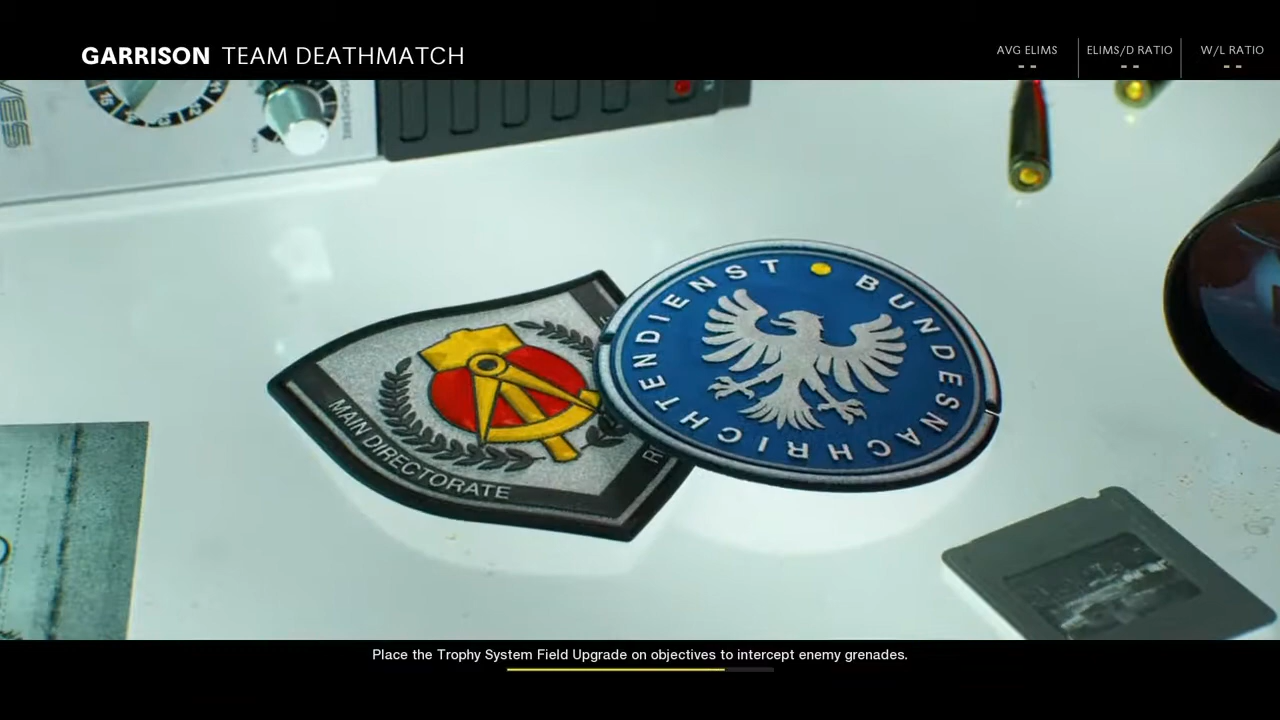 GARRISON TEAM DEATHMATCH
AVG ELIMS
- -
ELIMS/D RATIO
- -
W/L RATIO
- -
MAIN DIRECTORATE
BUNDESNACHRICHTENDIENST
Place the Trophy System Field Upgrade on objectives to intercept enemy grenades.